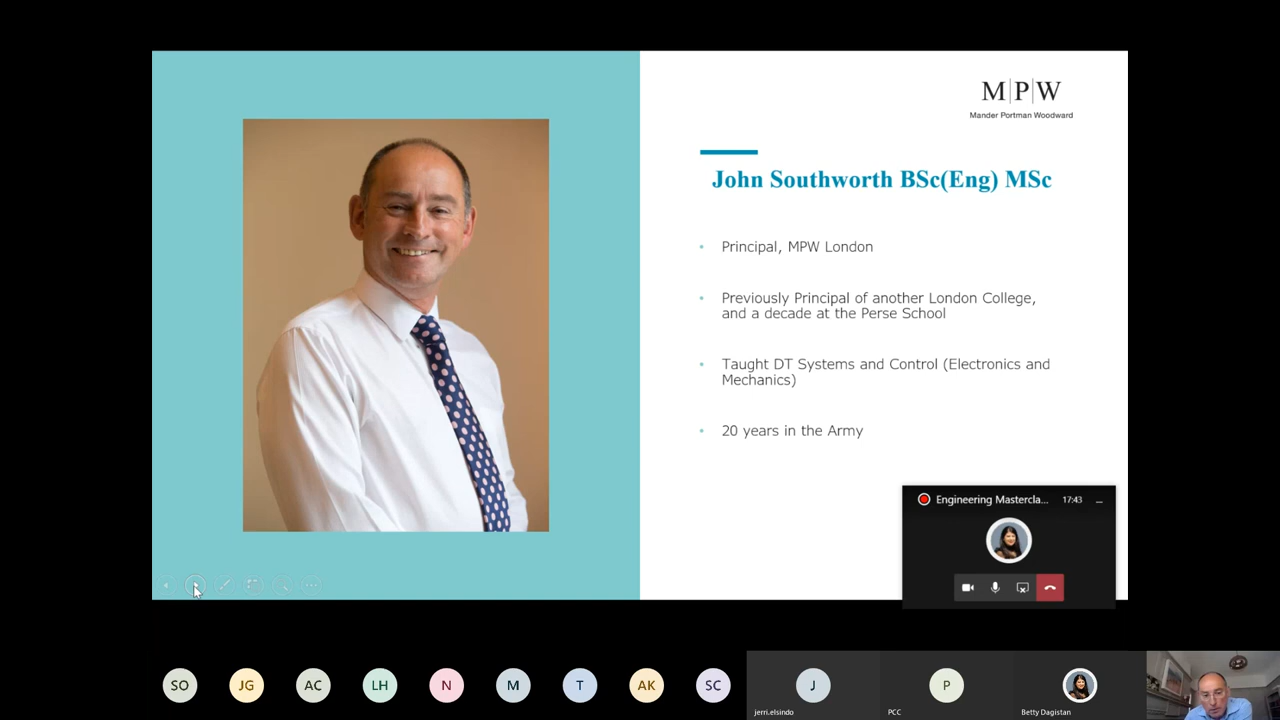 M|P|W
Mander Portman Woodward
John Southworth BSc(Eng) MSc
• Principal, MPW London
• Previously Principal of another London College,
and a decade at the Perse School
• Taught DT Systems and Control (Electronics and
Mechanics)
• 20 years in the Army
Engineering Mastercla... 17:43
SO JG AC LH N M T AK SC J P
jerri.elsindo PCC Betty Dagistan